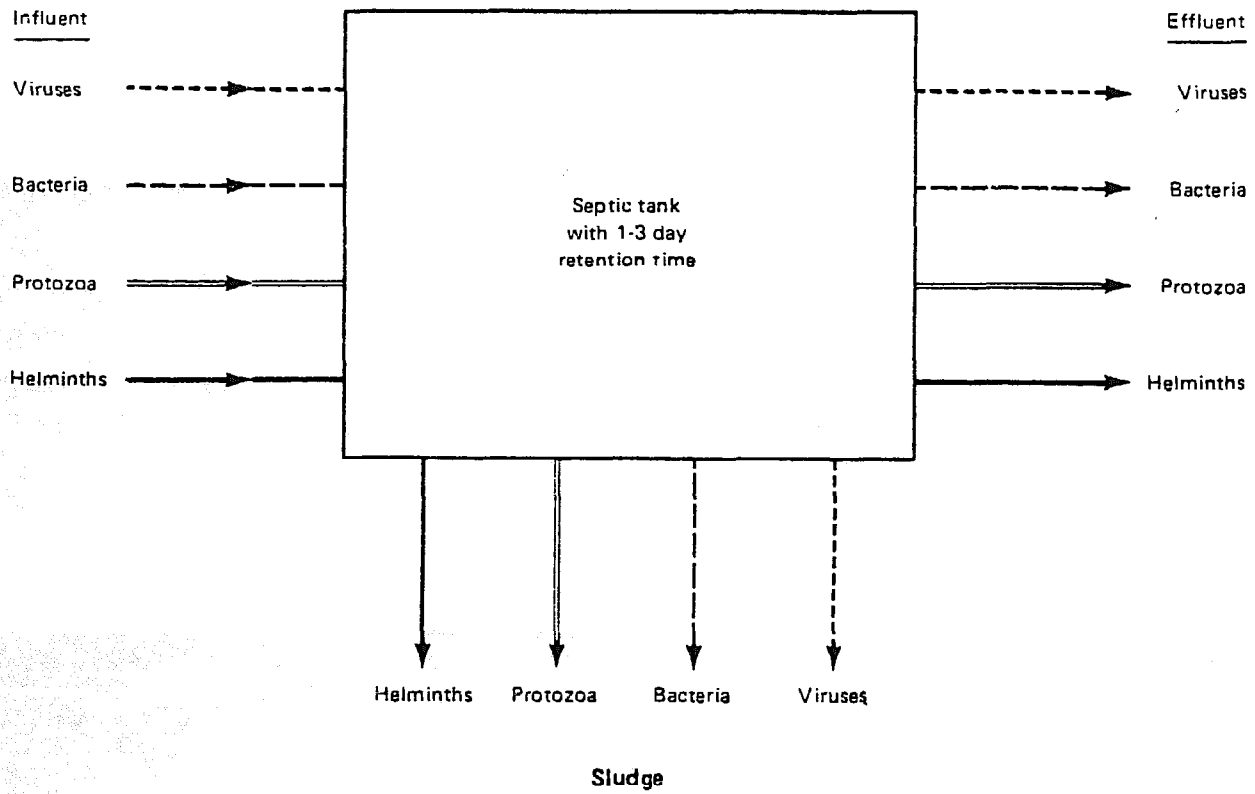 Influent
Effluent
Viruses
Viruses
Bacteria
Bacteria
Septic tank
with 1-3 day
retention time
Protozoa
Protozoa
Helminths
Helminths
Helminths Protozoa Bacteria Viruses
Sludge